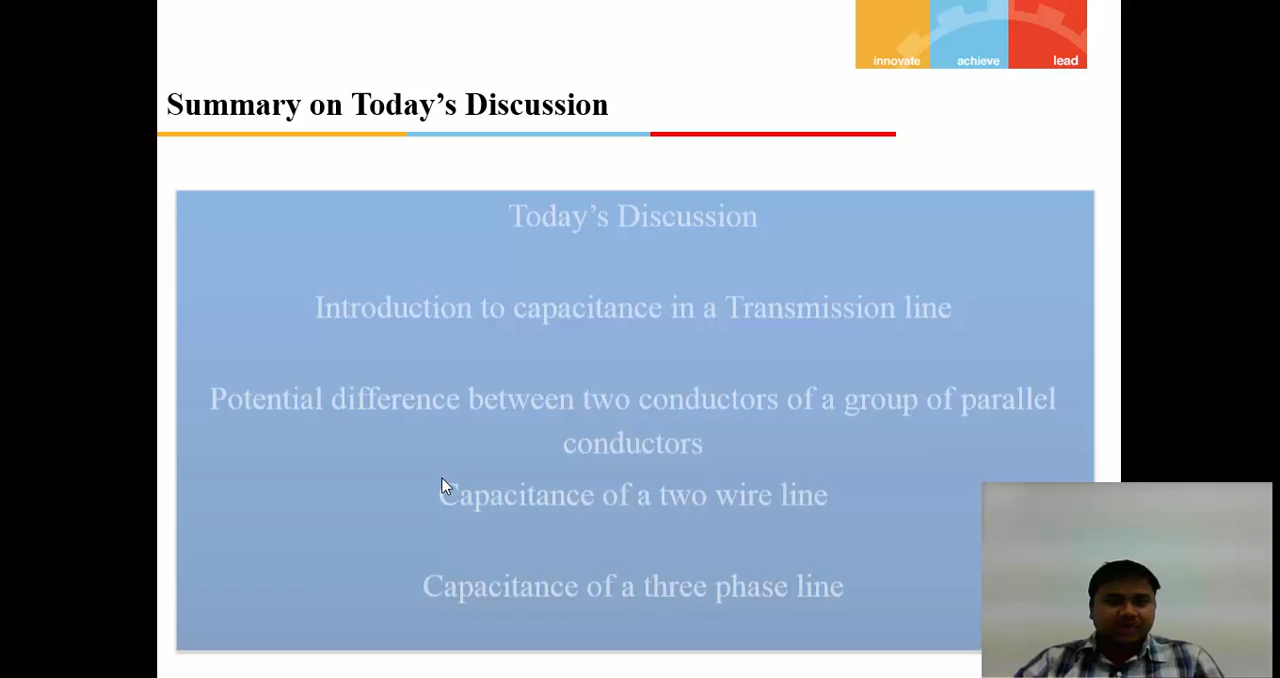 innovate achieve lead
Summary on Today’s Discussion
Today’s Discussion
Introduction to capacitance in a Transmission line
Potential difference between two conductors of a group of parallel
conductors
Capacitance of a two wire line
Capacitance of a three phase line